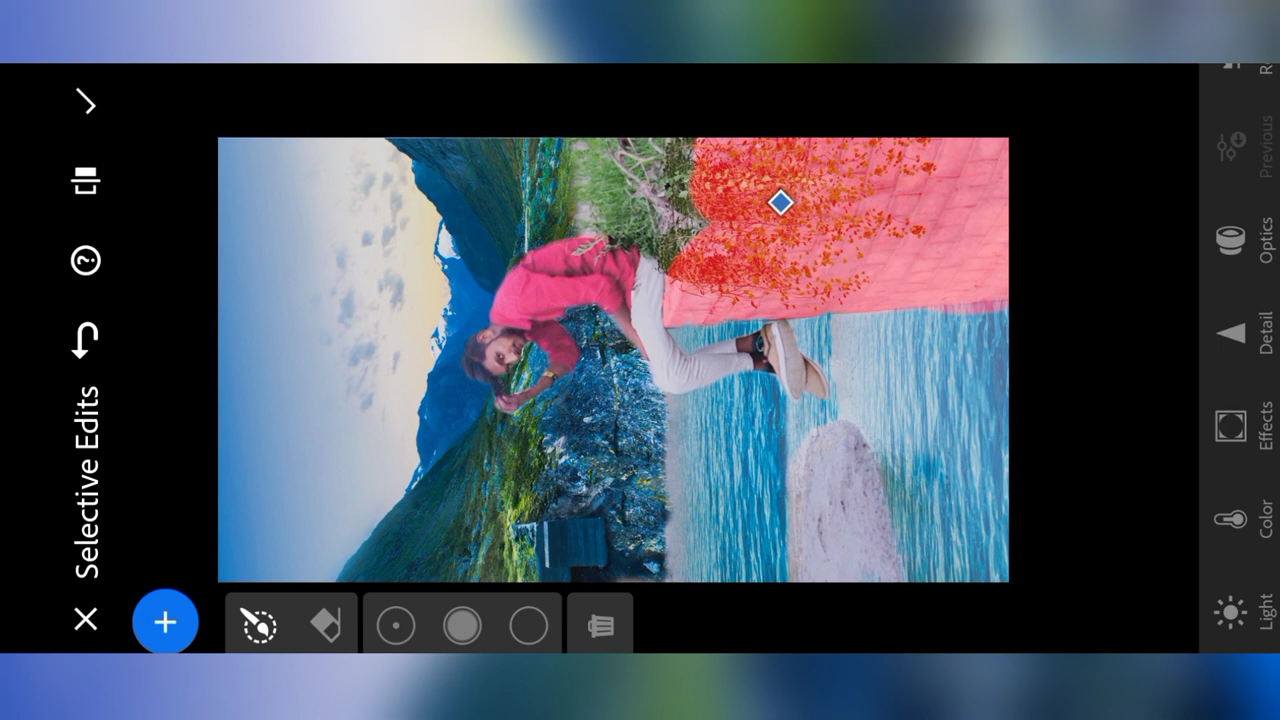 Selective Edits
Light
Color
Effects
Detail
Optics
Previous